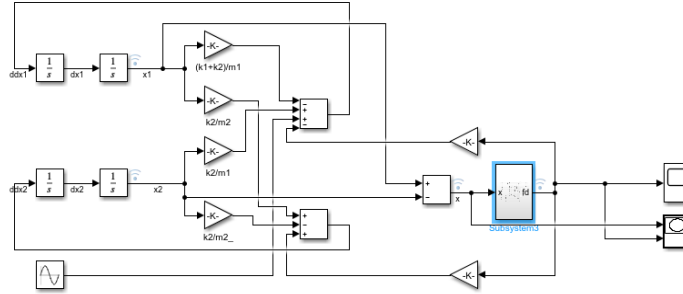 -K-
1
s
1
s
ddx1
dx1
x1
(k1+k2)/m1
-K-
k2/m2
-K-
-K-
k2/m1
1
s
1
s
ddx2
dx2
x2
x
x
fd
-K-
k2/m2_
Subsystem3
-K-